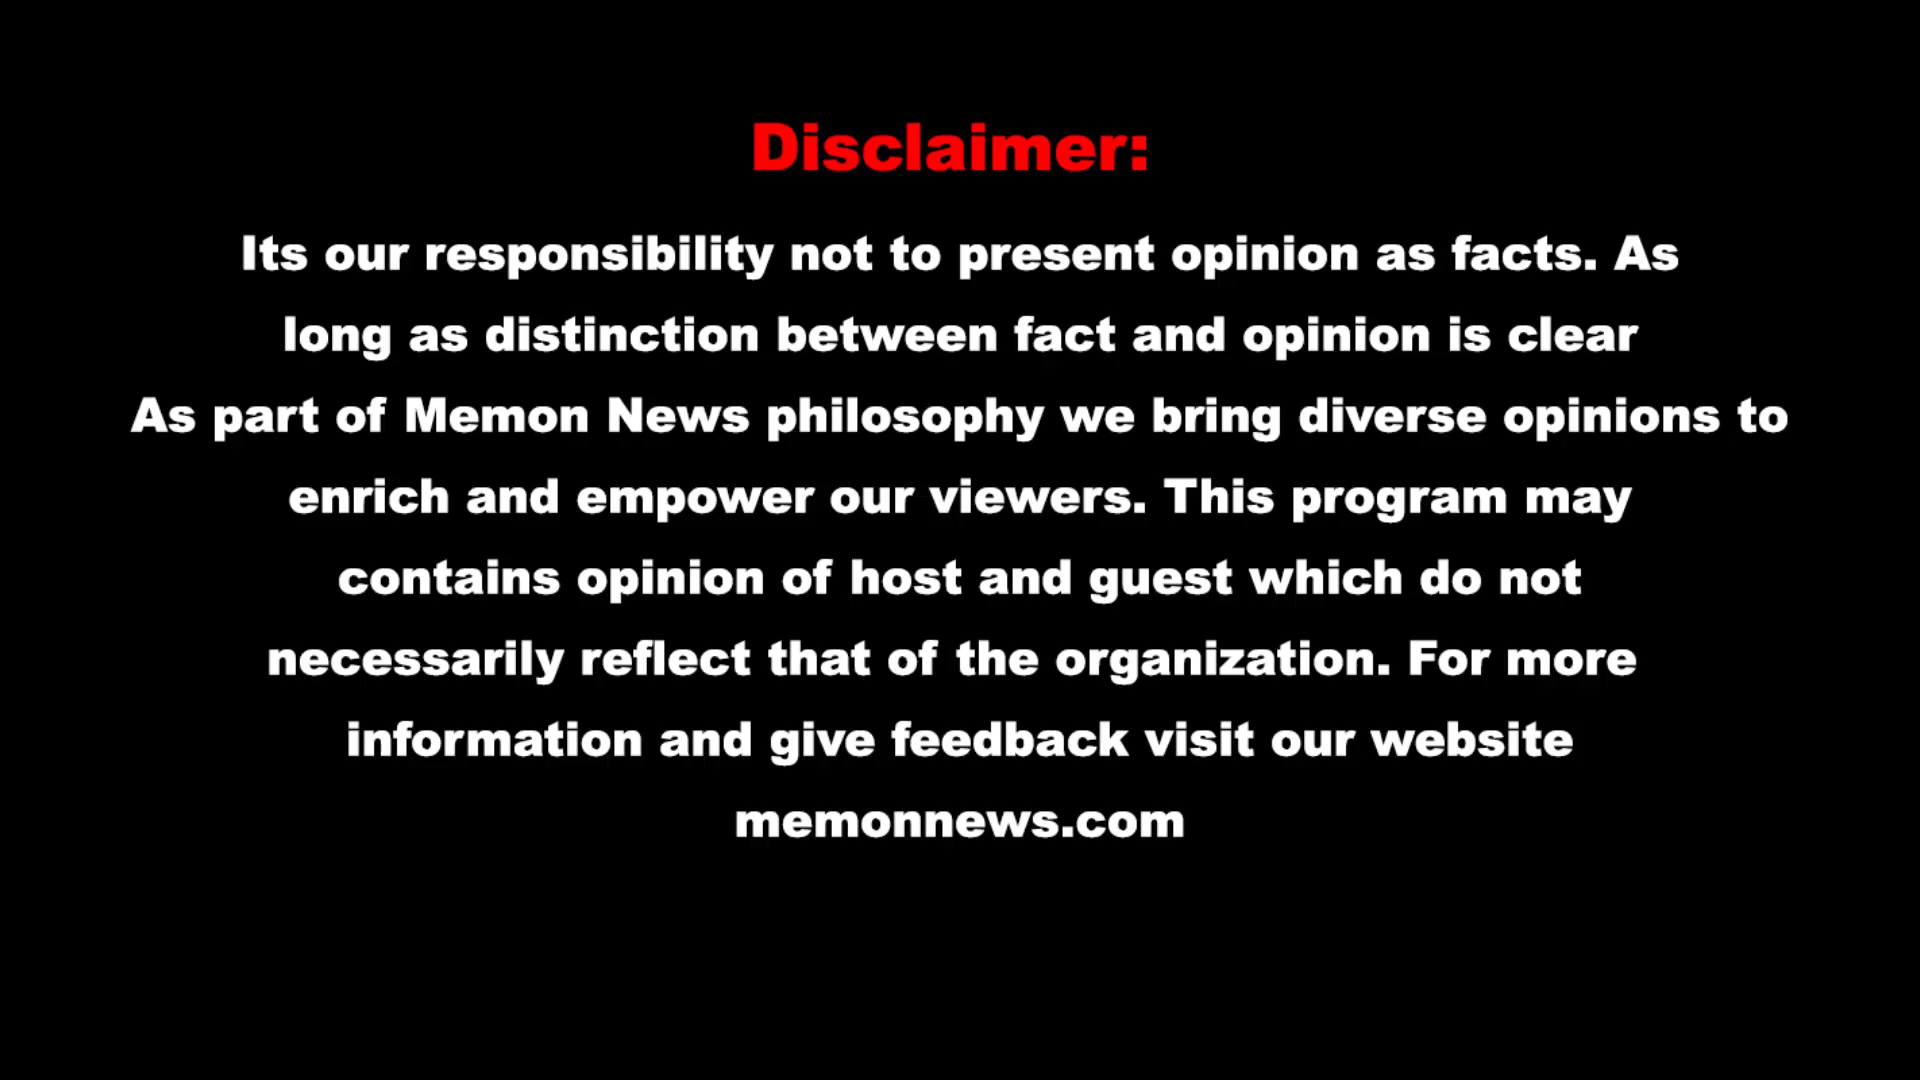 Disclaimer:
Its our responsibility not to present opinion as facts. As
long as distinction between fact and opinion is clear
As part of Memon News philosophy we bring diverse opinions to
enrich and empower our viewers. This program may
contains opinion of host and guest which do not
necessarily reflect that of the organization. For more
information and give feedback visit our website
memonnews.com